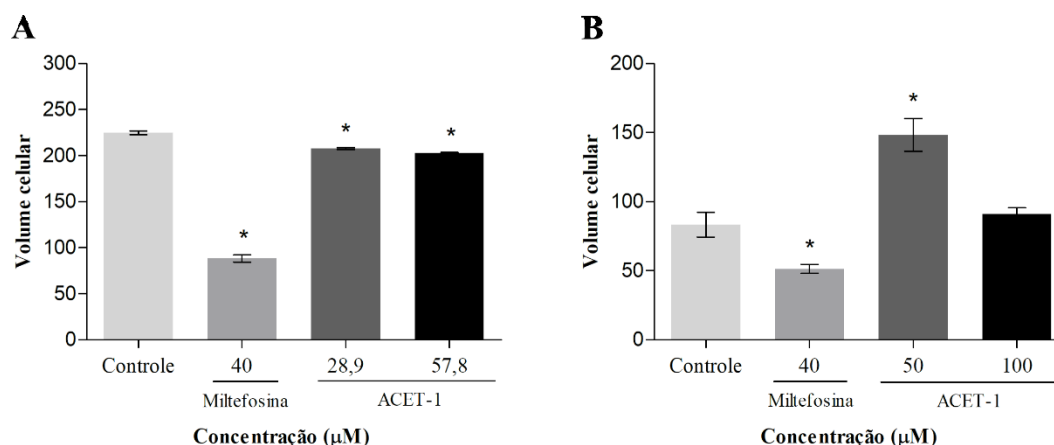 A
300
250
200
150
100
50
0
Volume celular
*
*
*
Controle
40
28,9
57,8
Miltefosina
ACET-1
Concentração (µM)
B
200
150
100
50
0
Volume celular
*
*
Controle
40
50
100
Miltefosina
ACET-1
Concentração (µM)